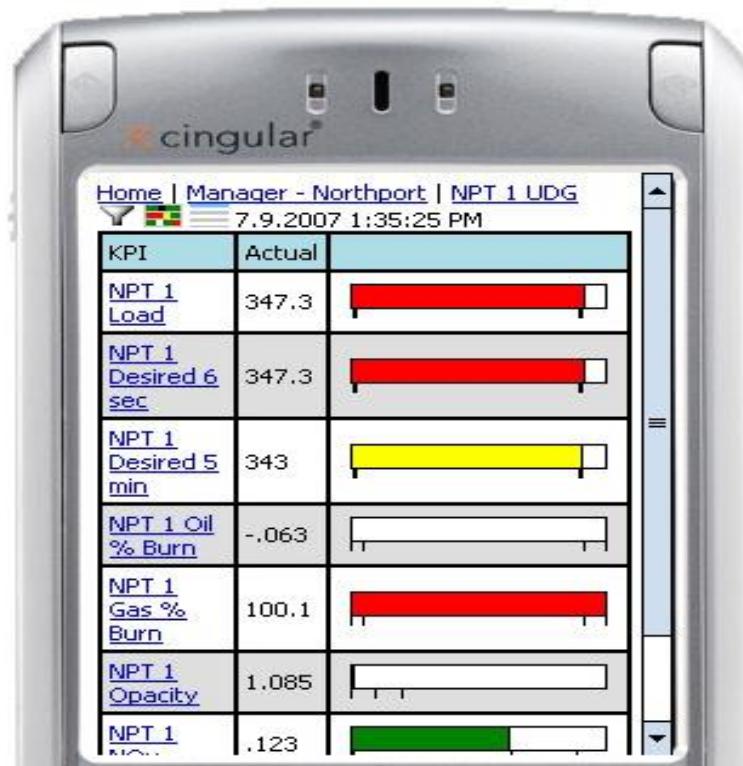 cingular®
Home | Manager - Northport | NPT 1 UDG
7.9.2007 1:35:25 PM
KPI Actual
NPT 1
Load
347.3
NPT 1
Desired 6
sec
347.3
NPT 1
Desired 5
min
343
NPT 1 Oil
% Burn
-.063
NPT 1
Gas %
Burn
100.1
NPT 1
Opacity
1.085
NPT 1
.123